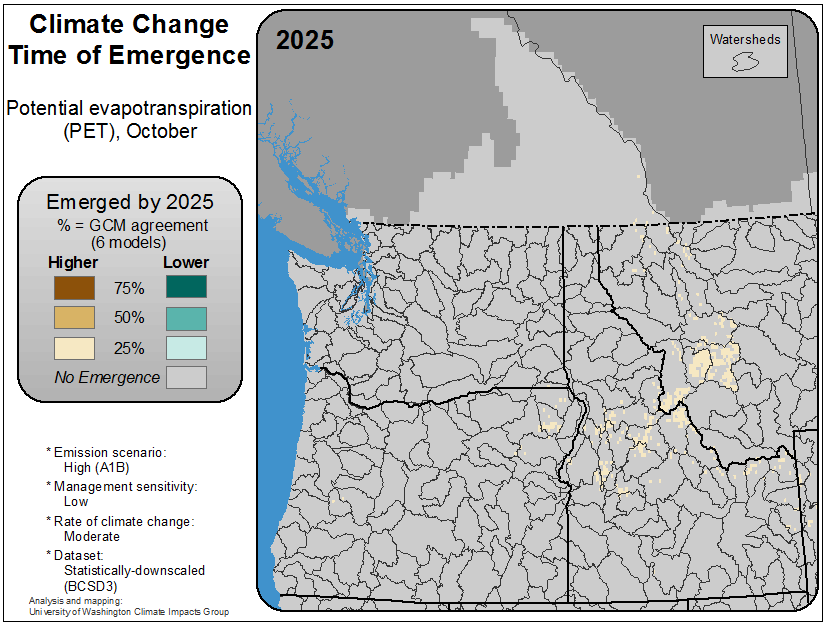 Climate Change
Time of Emergence
Potential evapotranspiration
(PET), October
Emerged by 2025
% = GCM agreement
(6 models)
Higher Lower
75%
50%
25%
No Emergence
* Emission scenario:
High (A1B)
* Management sensitivity:
Low
* Rate of climate change:
Moderate
* Dataset:
Statistically-downscaled
(BCSD3)
Analysis and mapping:
University of Washington Climate Impacts Group
2025
Watersheds